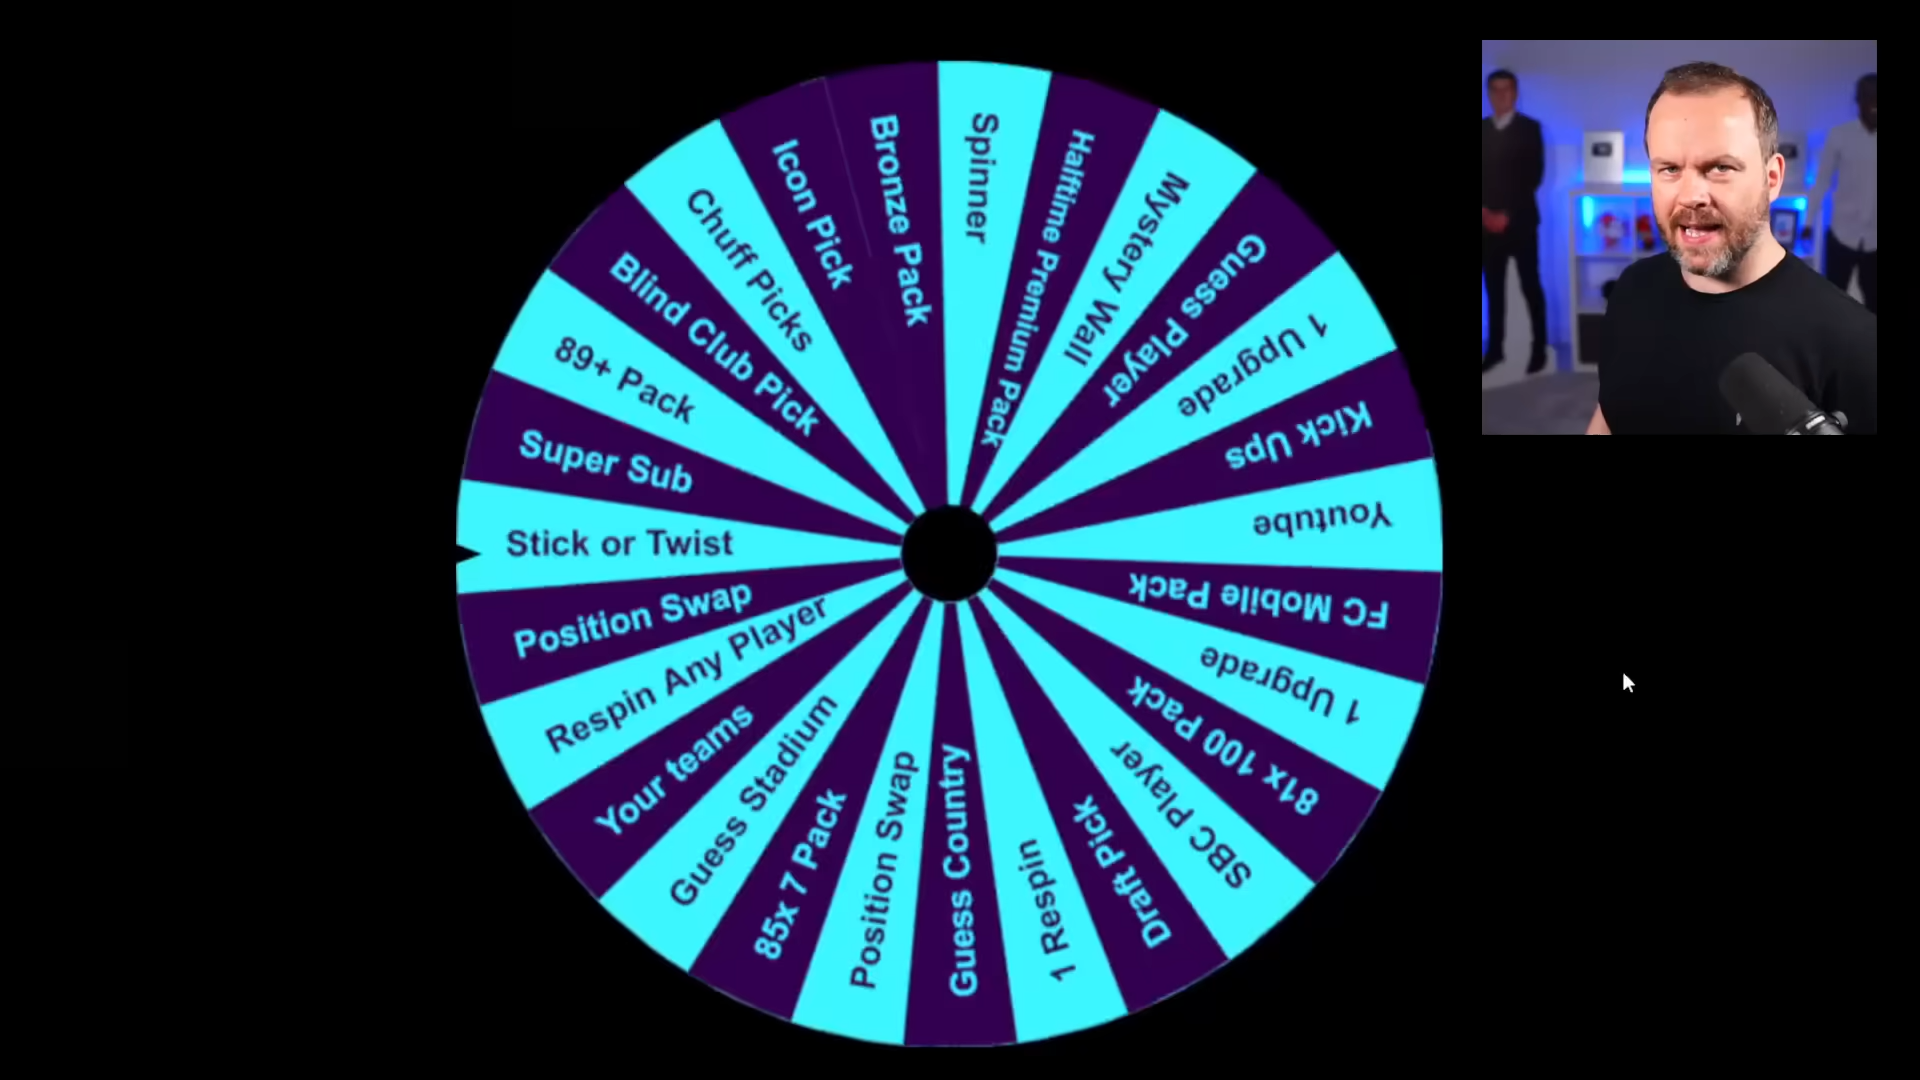 Spinner
Halftime Premium Pack
Mystery Wall
Guess Player
1 Upgrade
Kick Ups
Youtube
FC Mobile Pack
1 Upgrade
81x 100 Pack
SBC Player
Draft Pick
1 Respin
Guess Country
Position Swap
85x 7 Pack
Guess Stadium
Your teams
Respin Any Player
Position Swap
Stick or Twist
Super Sub
89+ Pack
Blind Club Pick
Chuff Picks
Icon Pick
Bronze Pack